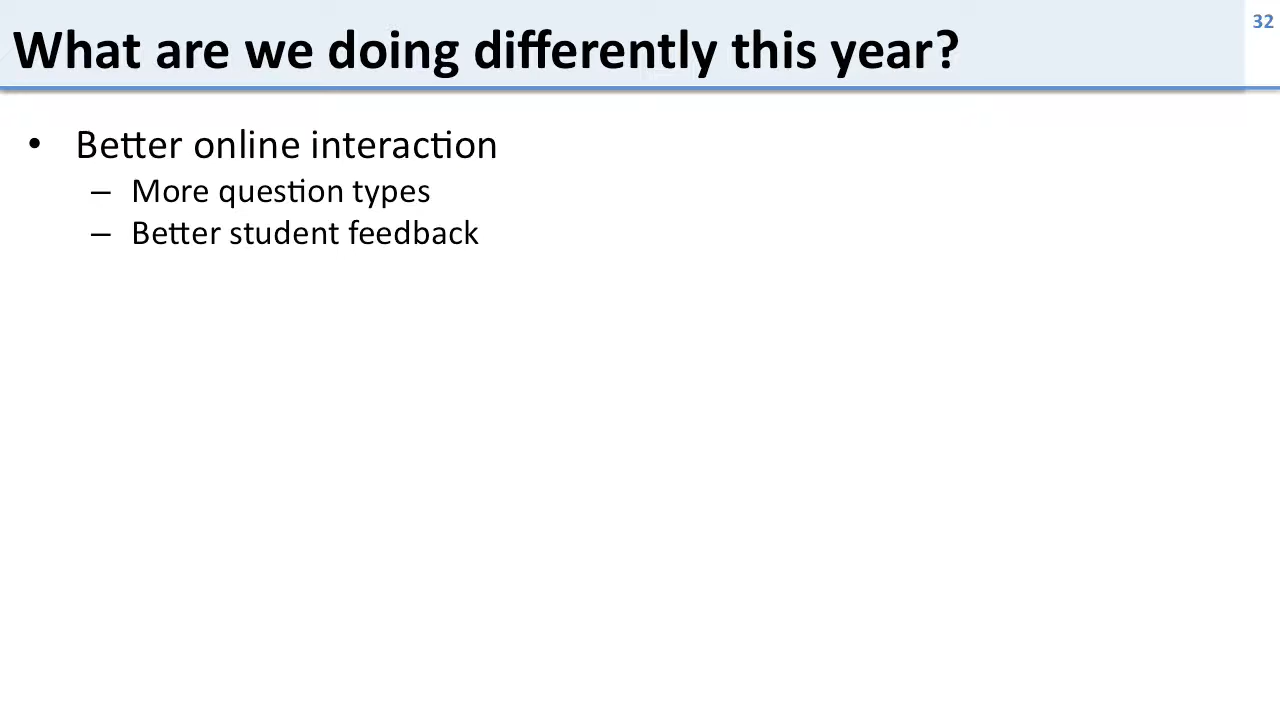 What are we doing differently this year?
32
• Better online interaction
– More question types
– Better student feedback